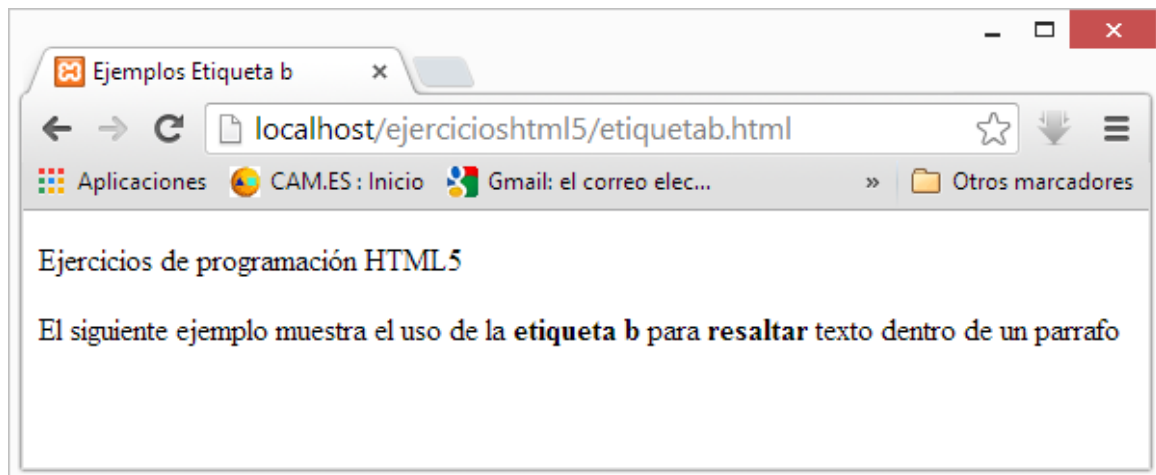 Ejemplos Etiqueta b
localhost/ejercicioshtml5/etiquetab.html
Aplicaciones CAM.ES : Inicio Gmail: el correo elec... » Otros marcadores
Ejercicios de programación HTML5
El siguiente ejemplo muestra el uso de la etiqueta b para resaltar texto dentro de un parrafo